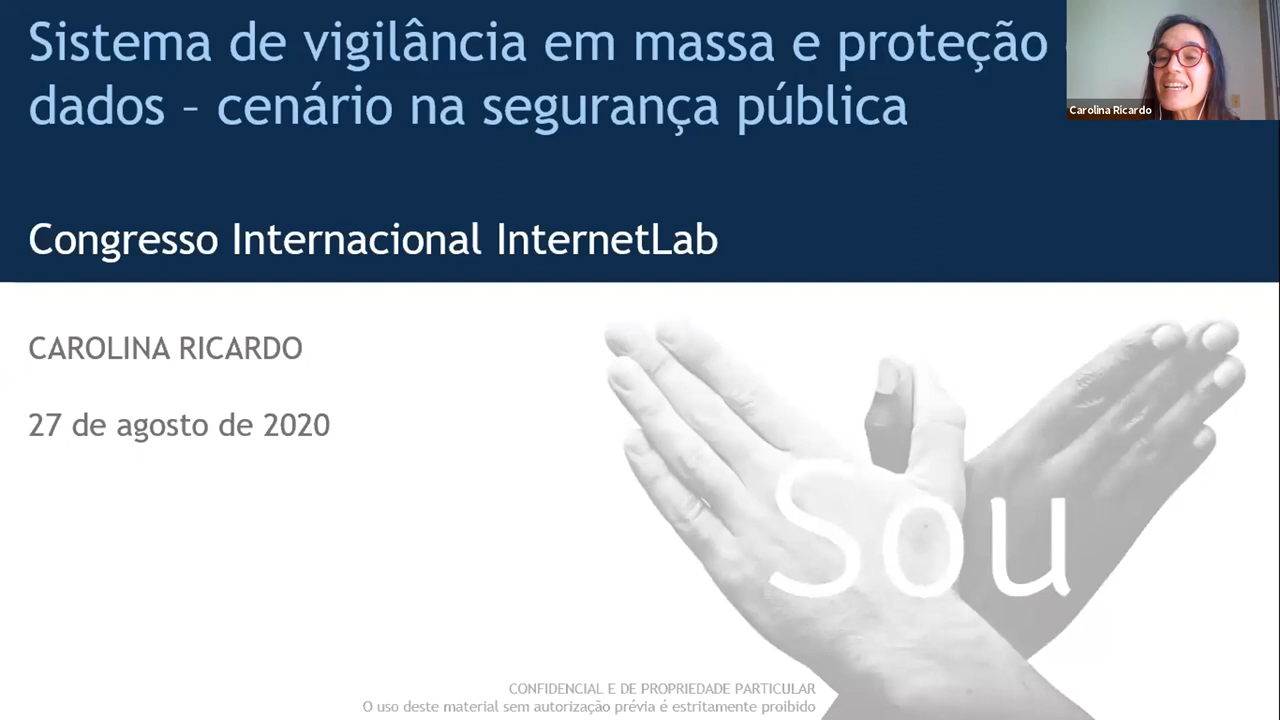 Sistema de vigilância em massa e proteção
dados – cenário na segurança pública
Carolina Ricardo
Congresso Internacional InternetLab
CAROLINA RICARDO
27 de agosto de 2020
Sou
CONFIDENCIAL E DE PROPRIEDADE PARTICULAR
O uso deste material sem autorização prévia é estritamente proibido